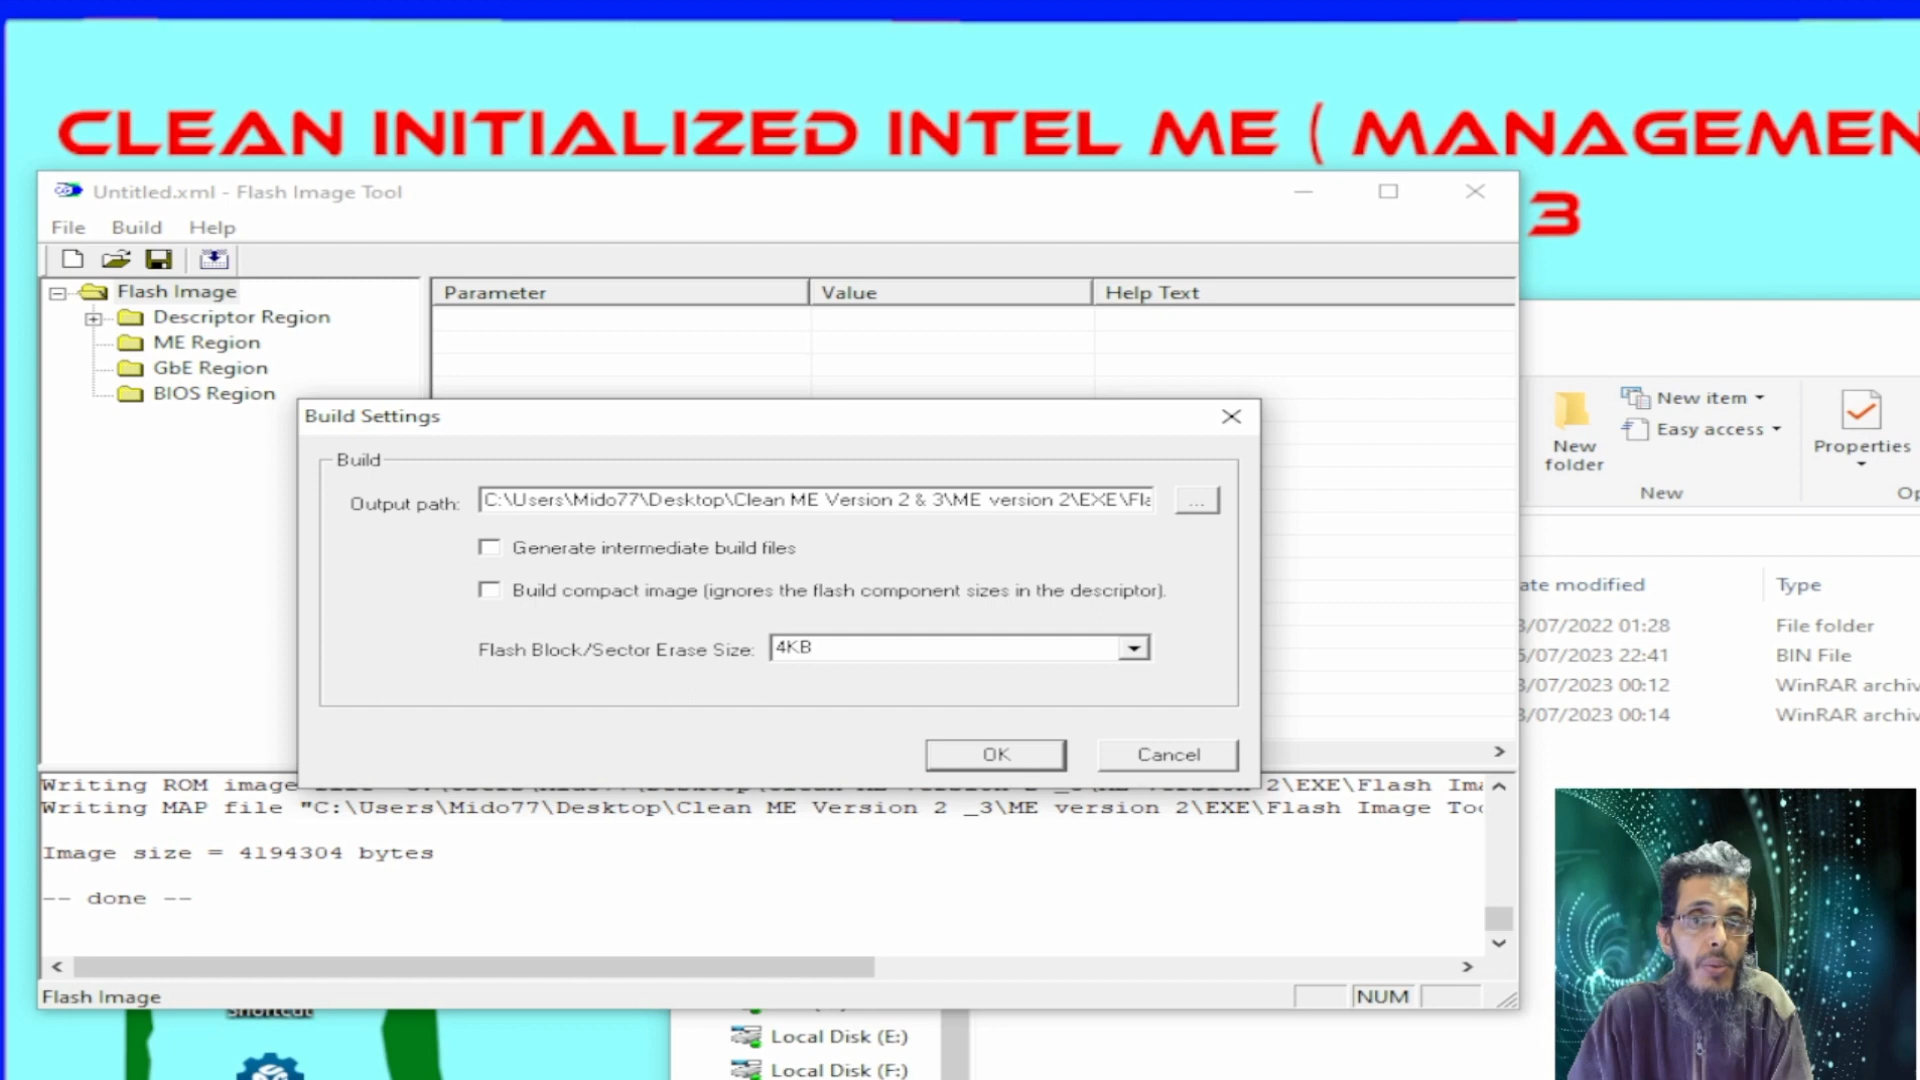 CLEAN INITIALIZED INTEL ME ( MANAGEMEN
3
Untitled.xml - Flash Image Tool
File Build Help
Flash Image
Descriptor Region
ME Region
GbE Region
BIOS Region
Parameter Value Help Text
Build Settings
Build
Output path: C:\Users\Mido77\Desktop\Clean ME Version 2 & 3\ME version 2\EXE\Fla
...
Generate intermediate build files
Build compact image (ignores the flash component sizes in the descriptor).
Flash Block/Sector Erase Size: 4KB
OK Cancel
Writing ROM image 2\EXE\Flash Ima
Writing MAP file "C:\Users\Mido77\Desktop\Clean ME Version 2 _3\ME version 2\EXE\Flash Image Too
Image size = 4194304 bytes
-- done --
Flash Image
NUM
New folder
New item
Easy access
New
Properties
Op
ate modified Type
3/07/2022 01:28 File folder
5/07/2023 22:41 BIN File
3/07/2023 00:12 WinRAR archiv
3/07/2023 00:14 WinRAR archiv
Shortcut
Local Disk (E:)
Local Disk (F:)